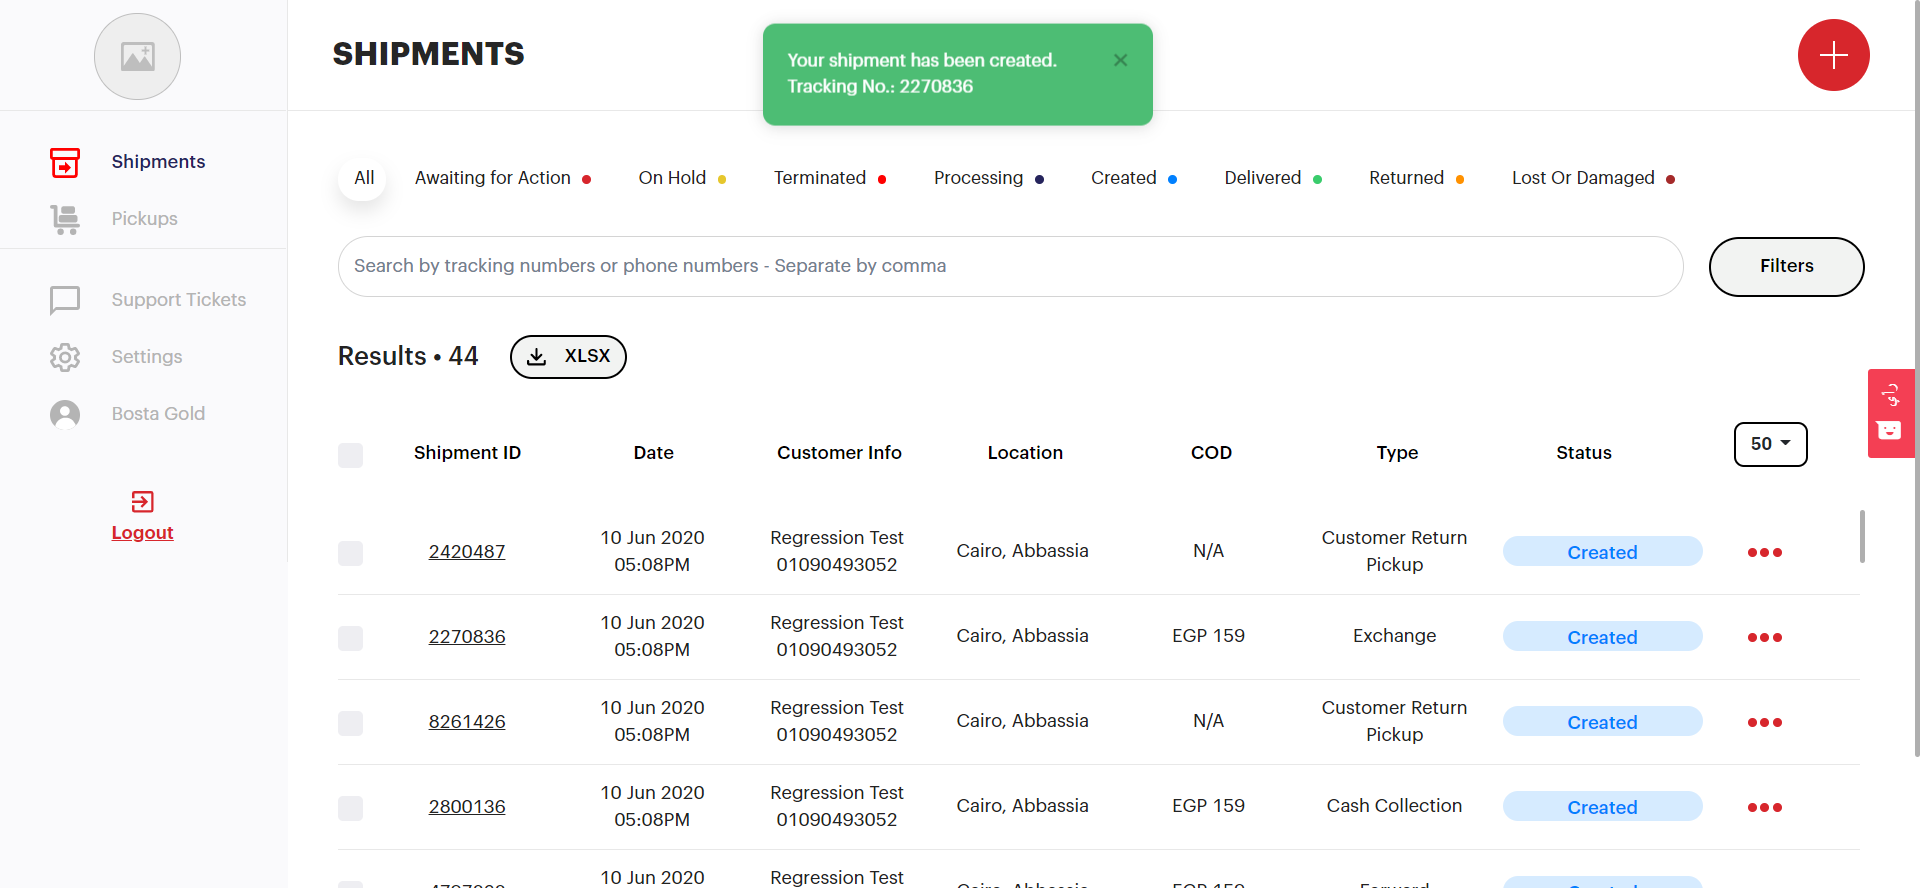 SHIPMENTS
Your shipment has been created.
Tracking No.: 2270836
Shipments
Pickups
Support Tickets
Settings
Bosta Gold
Logout
All
Awaiting for Action
On Hold
Terminated
Processing
Created
Delivered
Returned
Lost Or Damaged
Search by tracking numbers or phone numbers - Separate by comma
Filters
Results • 44
XLSX
Shipment ID
Date
Customer Info
Location
COD
Type
Status
50
2420487
10 Jun 2020
05:08PM
Regression Test
01090493052
Cairo, Abbassia
N/A
Customer Return
Pickup
Created
2270836
10 Jun 2020
05:08PM
Regression Test
01090493052
Cairo, Abbassia
EGP 159
Exchange
Created
8261426
10 Jun 2020
05:08PM
Regression Test
01090493052
Cairo, Abbassia
N/A
Customer Return
Pickup
Created
2800136
10 Jun 2020
05:08PM
Regression Test
01090493052
Cairo, Abbassia
EGP 159
Cash Collection
Created
10 Jun 2020
Regression Test